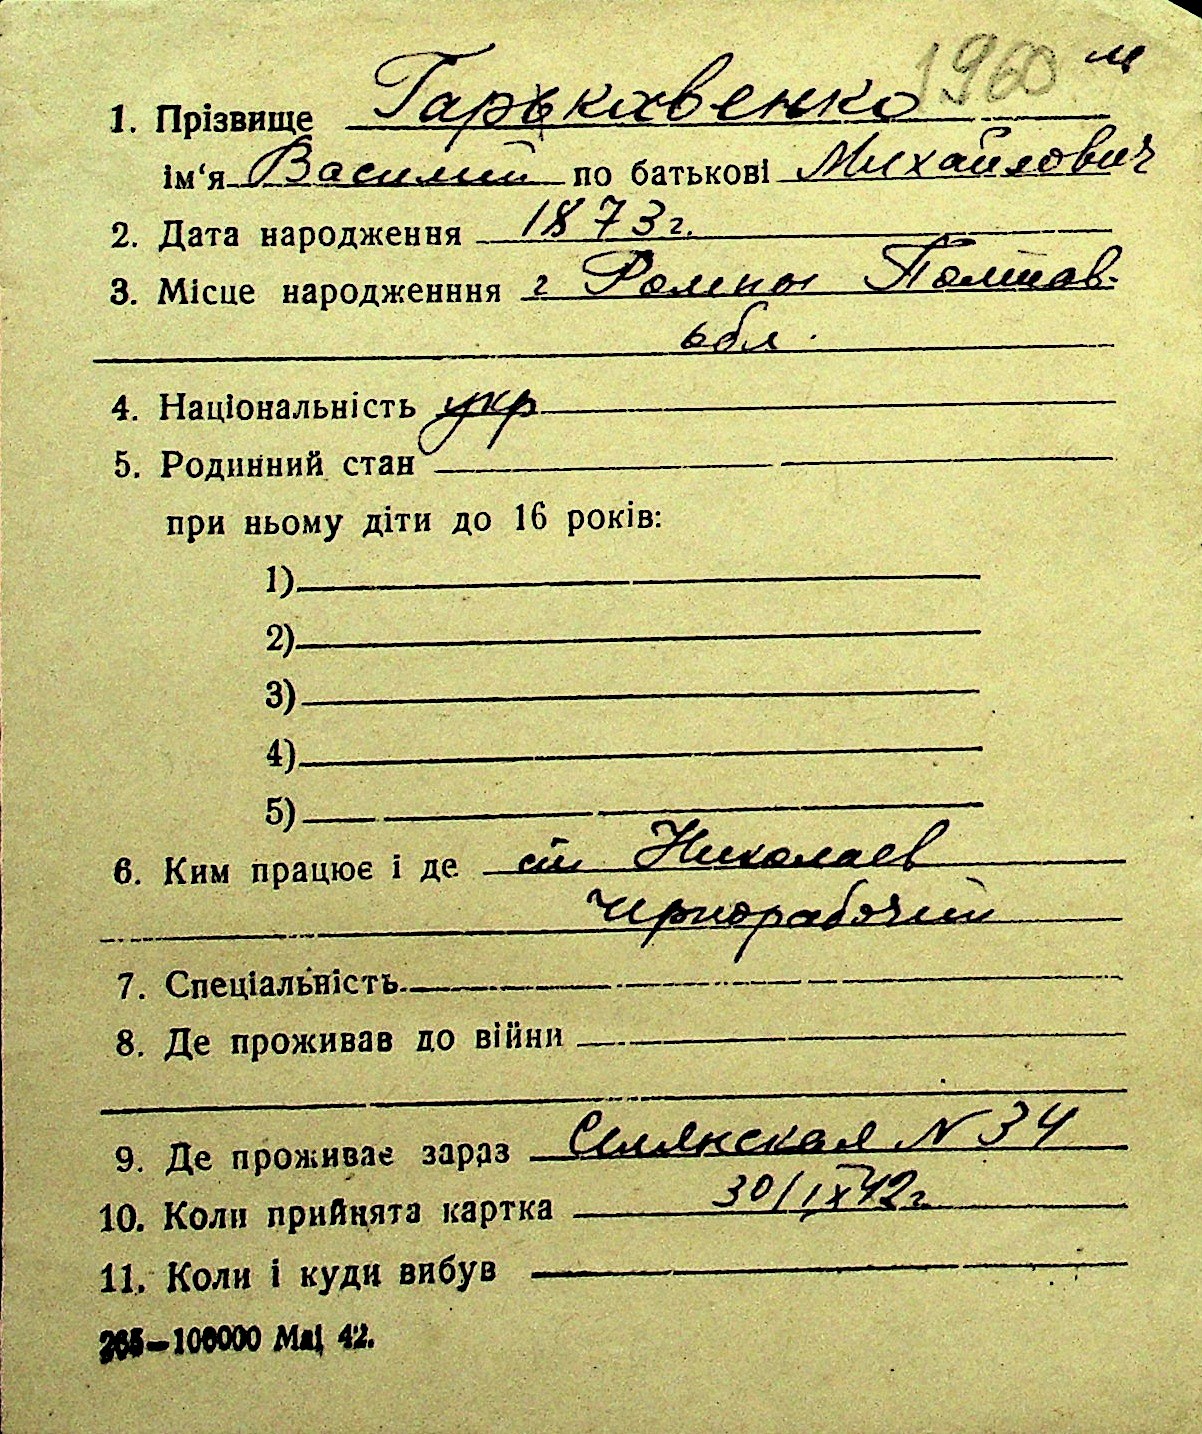 1960 м
1. Прізвище Гарькавенко
ім'я Василий по батькові Михайлович
2. Дата народження 1873 г.
3. Місце народженння г Ромны Полтав.
обл.
4. Національність укр
5. Родинний стан
при ньому діти до 16 років:
1)
2)
3)
4)
5)
6. Ким працює і де ст Николаев
Чернорабочий
7. Спеціальність
8. Де проживав до війни
9. Де проживає зараз N 34
10. Коли прийнята картка 30/IX 42 г.
11. Коли і куди вибув
265—100000 Мац 42.